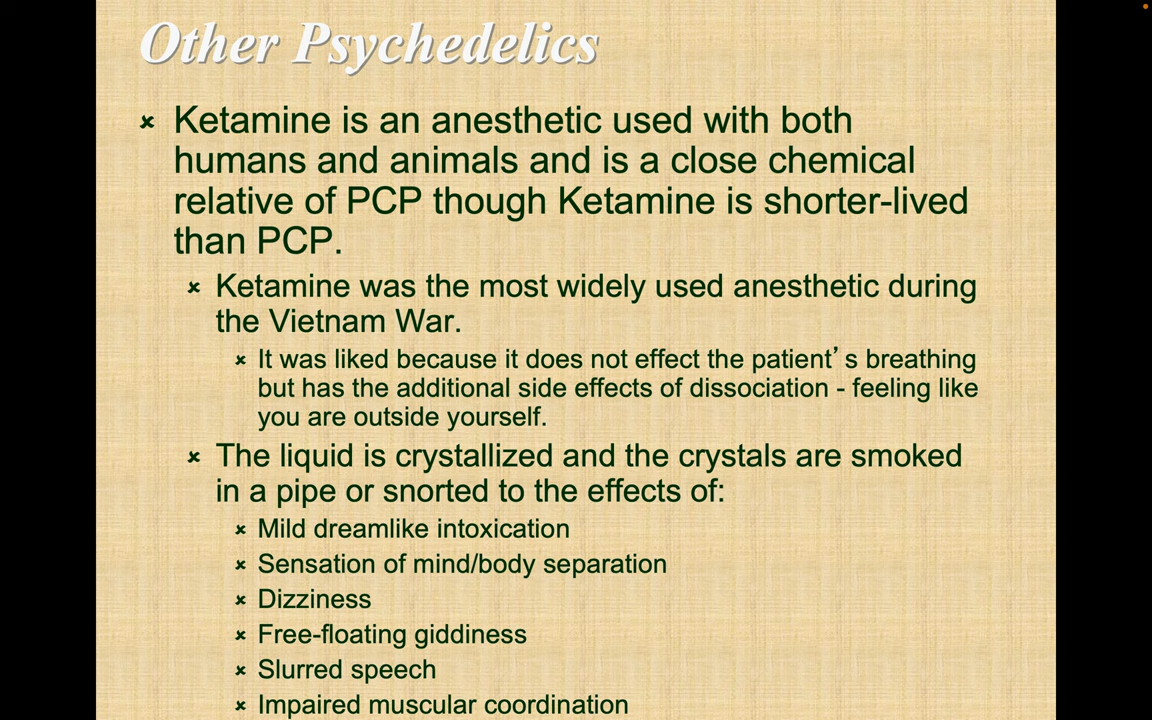 Other Psychedelics
Ketamine is an anesthetic used with both
humans and animals and is a close chemical
relative of PCP though Ketamine is shorter-lived
than PCP.
Ketamine was the most widely used anesthetic during
the Vietnam War.
It was liked because it does not effect the patient’s breathing
but has the additional side effects of dissociation - feeling like
you are outside yourself.
The liquid is crystallized and the crystals are smoked
in a pipe or snorted to the effects of:
Mild dreamlike intoxication
Sensation of mind/body separation
Dizziness
Free-floating giddiness
Slurred speech
Impaired muscular coordination